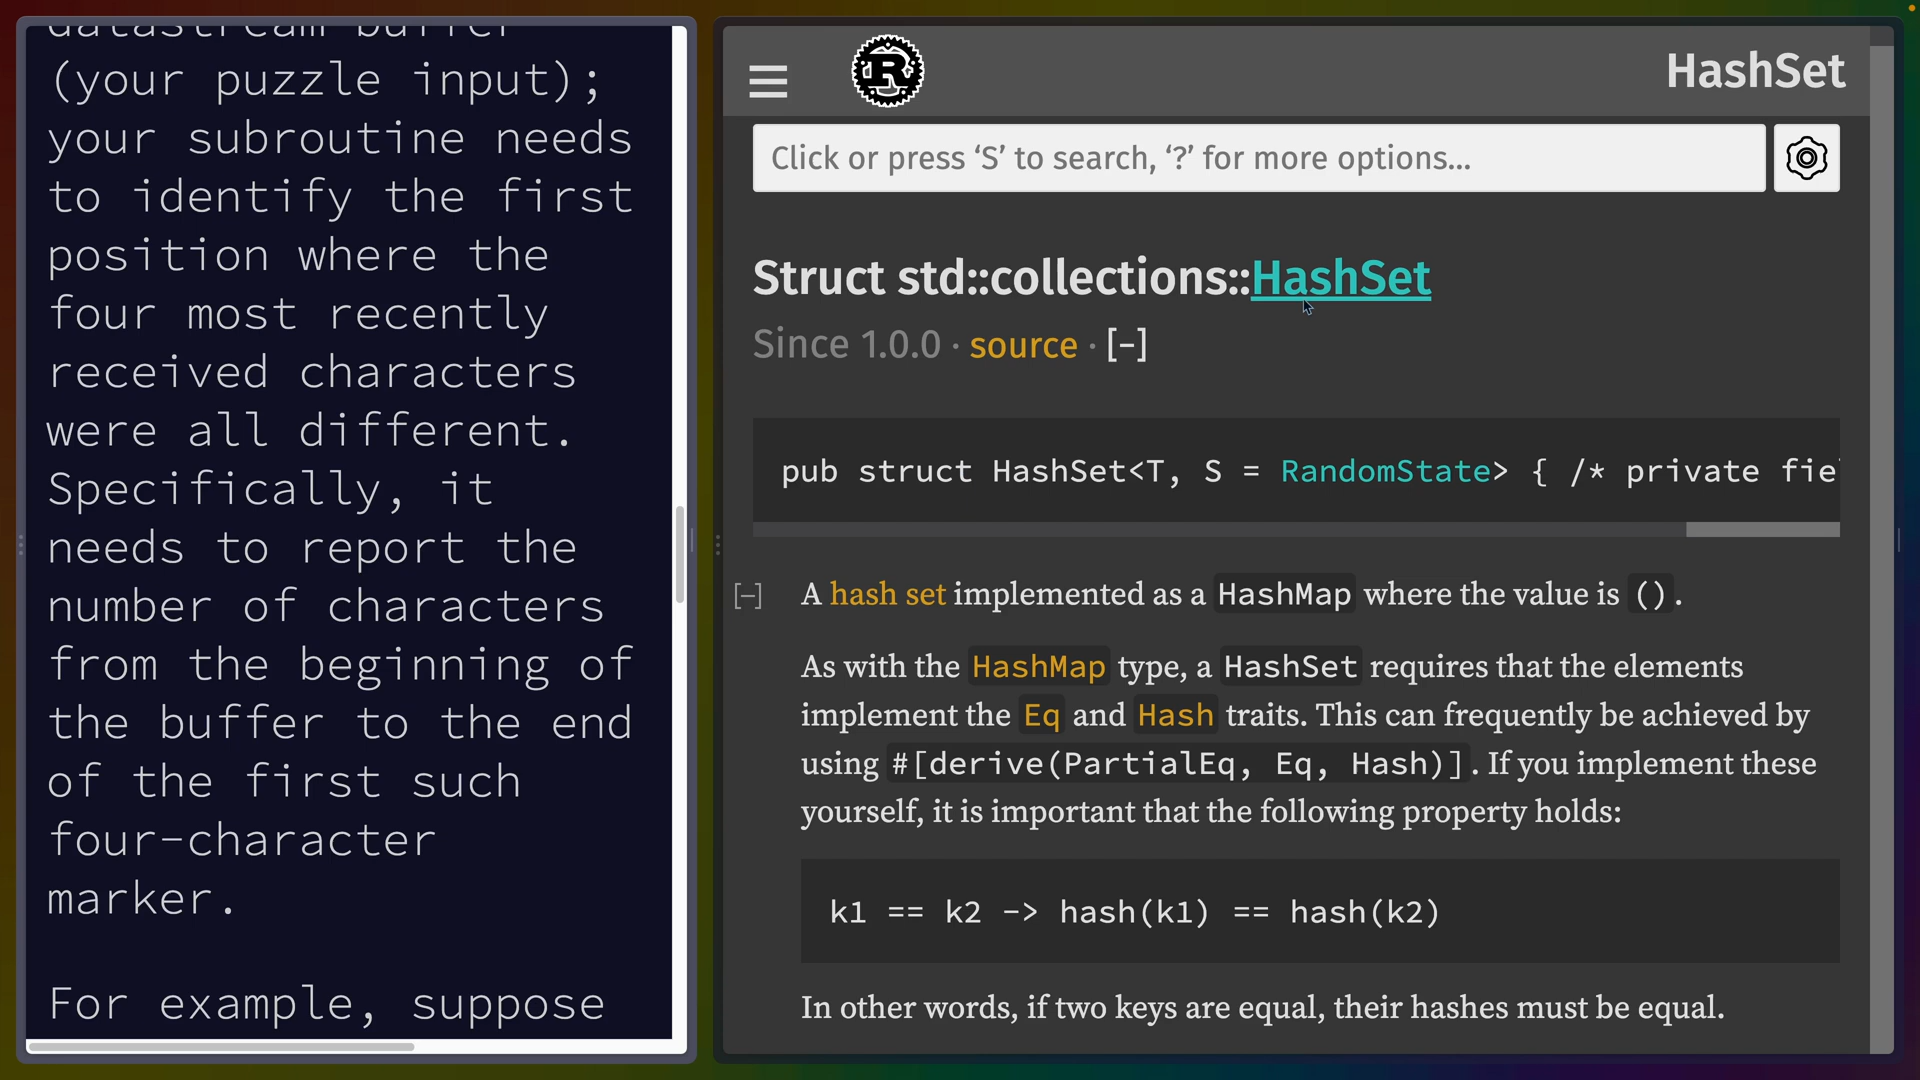 datastream buffer
(your puzzle input);
your subroutine needs
to identify the first
position where the
four most recently
received characters
were all different.
Specifically, it
needs to report the
number of characters
from the beginning of
the buffer to the end
of the first such
four-character
marker.
For example, suppose
R
HashSet
Click or press ‘S’ to search, ‘?’ for more options...
Struct std::collections::HashSet
Since 1.0.0 · source · [−]
pub struct HashSet<T, S = RandomState> { /* private fie
[−] A hash set implemented as a HashMap where the value is ().
As with the HashMap type, a HashSet requires that the elements
implement the Eq and Hash traits. This can frequently be achieved by
using #[derive(PartialEq, Eq, Hash)]. If you implement these
yourself, it is important that the following property holds:
k1 == k2 -> hash(k1) == hash(k2)
In other words, if two keys are equal, their hashes must be equal.